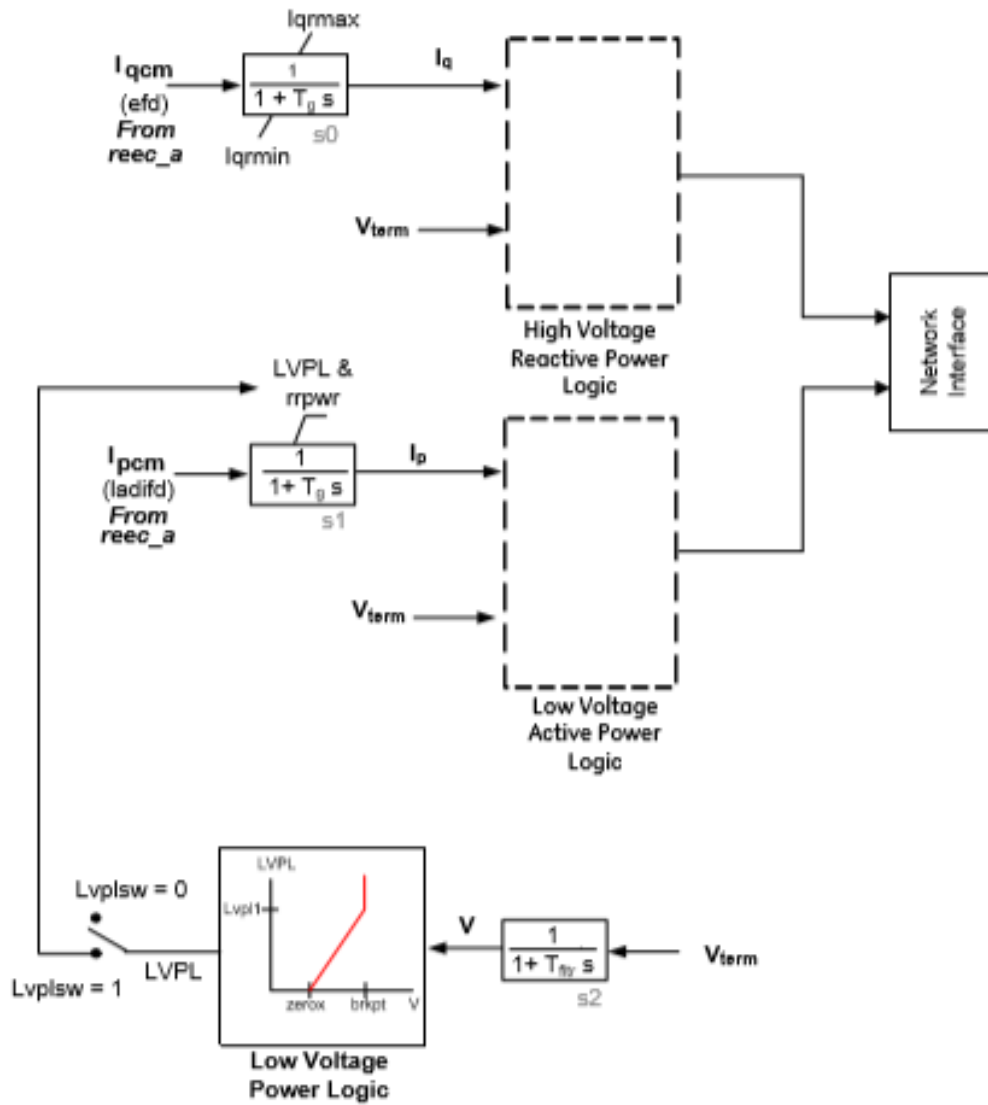 Iqrmax
Iqcm
(efd)
From
reec_a
1
1 + Tg s
s0
Iqrmin
Iq
Vterm
High Voltage
Reactive Power
Logic
Network
Interface
LVPL &
rrpwr
Ipcm
(Iadifd)
From
reec_a
1
1+ Tg s
s1
Ip
Vterm
Low Voltage
Active Power
Logic
Lvplsw = 0
Lvplsw = 1
LVPL
LVPL
Lvpl1
zerox
brkpt
V
Low Voltage
Power Logic
V
1
1+ Tfltr s
s2
Vterm